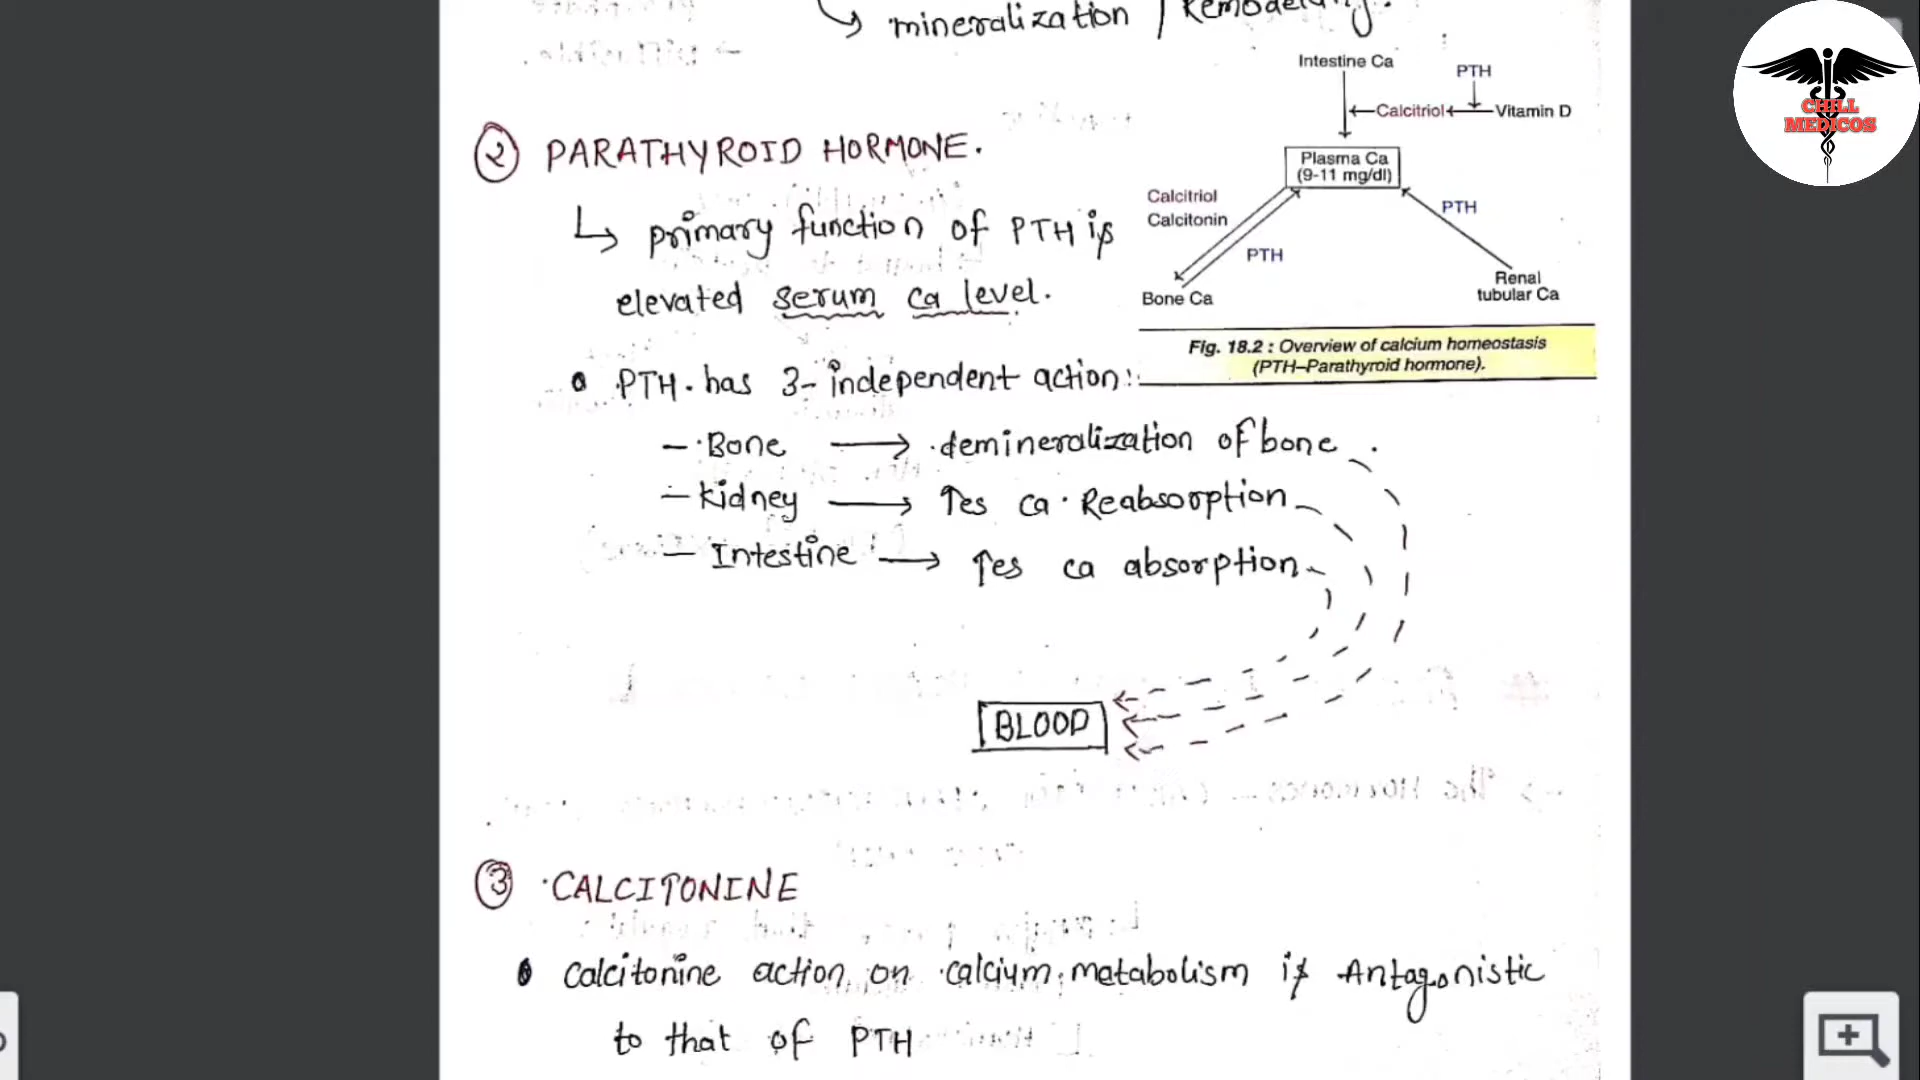 mineralization / Remodeling.
② PARATHYROID HORMONE.
↳ primary function of PTH is
elevated serum ca level.
• PTH has 3- independent action:
- Bone → demineralization of bone.
- Kidney → ↑es ca Reabsorption
- Intestine → ↑es ca absorption
BLOOD
③ CALCITONINE
• calcitonine action on calcium metabolism is Antagonistic
to that of PTH
Intestine Ca
PTH
Calcitriol
Vitamin D
Plasma Ca
(9-11 mg/dl)
Calcitriol
Calcitonin
PTH
PTH
Bone Ca
Renal
tubular Ca
Fig. 18.2 : Overview of calcium homeostasis
(PTH–Parathyroid hormone).
CHILL
MEDICOS